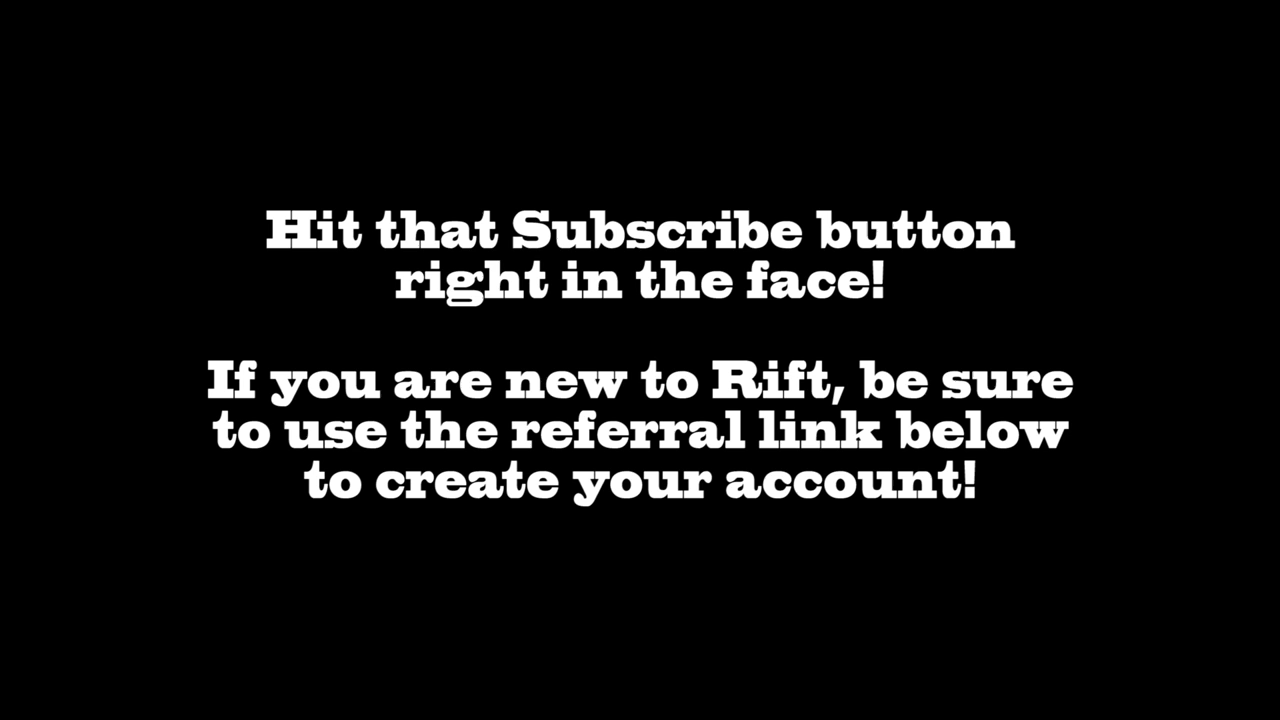 Hit that Subscribe button
right in the face!
If you are new to Rift, be sure
to use the referral link below
to create your account!